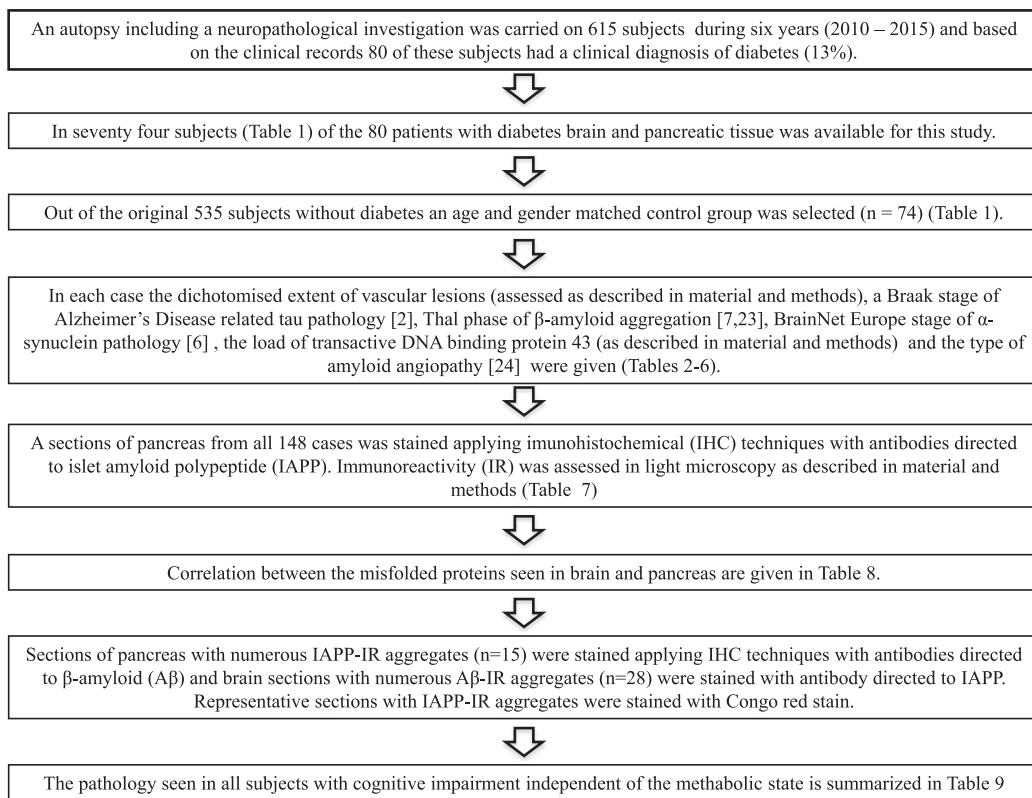 An autopsy including a neuropathological investigation was carried on 615 subjects during six years (2010 – 2015) and based
on the clinical records 80 of these subjects had a clinical diagnosis of diabetes (13%).
In seventy four subjects (Table 1) of the 80 patients with diabetes brain and pancreatic tissue was available for this study.
Out of the original 535 subjects without diabetes an age and gender matched control group was selected (n = 74) (Table 1).
In each case the dichotomised extent of vascular lesions (assessed as described in material and methods), a Braak stage of
Alzheimer's Disease related tau pathology [2], Thal phase of β-amyloid aggregation [7,23], BrainNet Europe stage of α-
synuclein pathology [6] , the load of transactive DNA binding protein 43 (as described in material and methods) and the type of
amyloid angiopathy [24] were given (Tables 2-6).
A sections of pancreas from all 148 cases was stained applying imunohistochemical (IHC) techniques with antibodies directed
to islet amyloid polypeptide (IAPP). Immunoreactivity (IR) was assessed in light microscopy as described in material and
methods (Table 7)
Correlation between the misfolded proteins seen in brain and pancreas are given in Table 8.
Sections of pancreas with numerous IAPP-IR aggregates (n=15) were stained applying IHC techniques with antibodies directed
to β-amyloid (Aβ) and brain sections with numerous Aβ-IR aggregates (n=28) were stained with antibody directed to IAPP.
Representative sections with IAPP-IR aggregates were stained with Congo red stain.
The pathology seen in all subjects with cognitive impairment independent of the methabolic state is summarized in Table 9